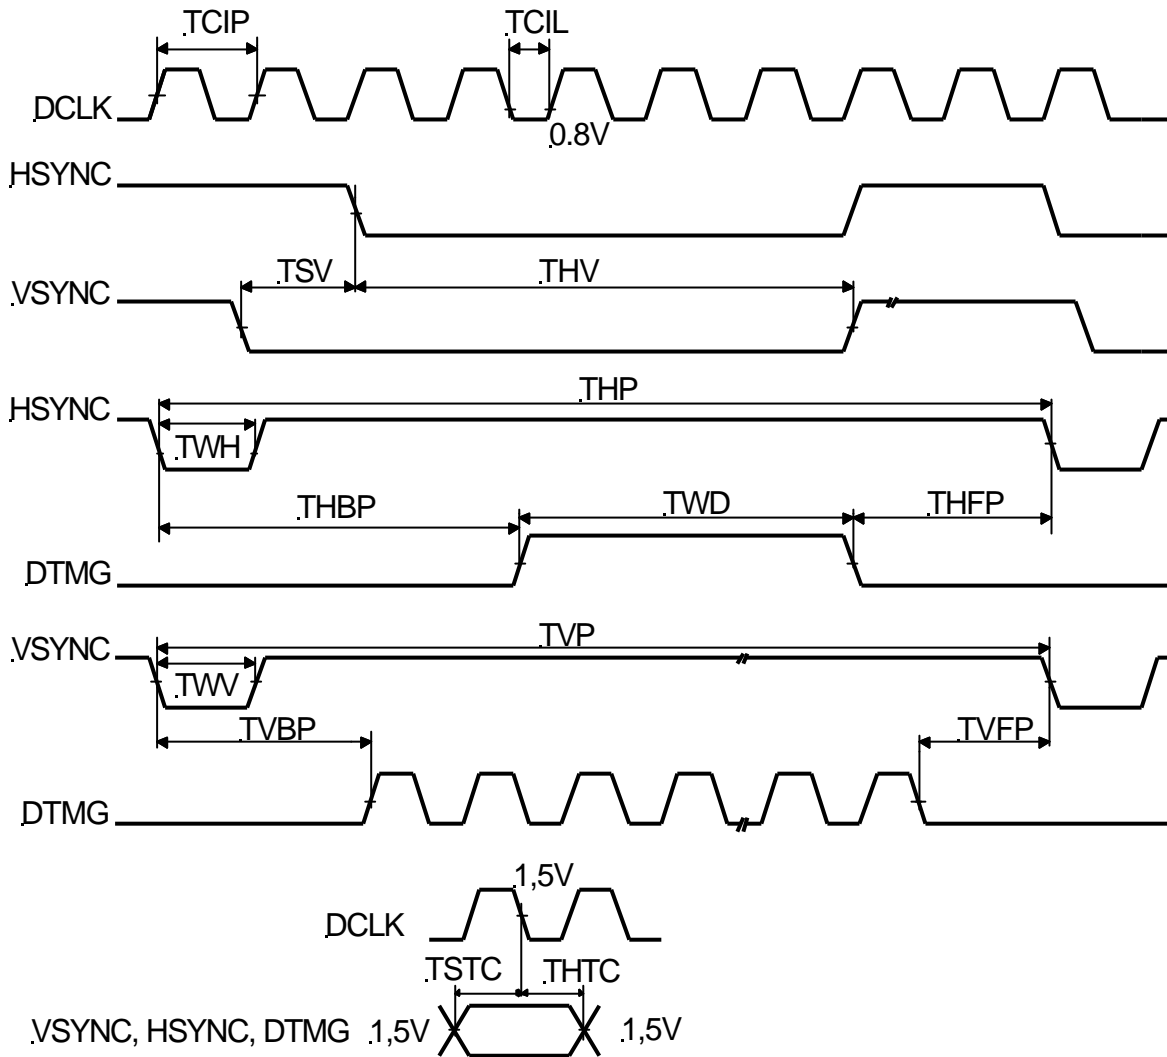 .TCIP .TCIL
.DCLK
0.8V
.HSYNC
.TSV .THV
.VSYNC
.THP
.HSYNC
.TWH
.THBP .TWD .THFP
.DTMG
.TVP
.VSYNC
.TWV
.TVBP .TVFP
.DTMG
.1,5V
.DCLK
.TSTC .THTC
.VSYNC, HSYNC, DTMG .1,5V .1,5V